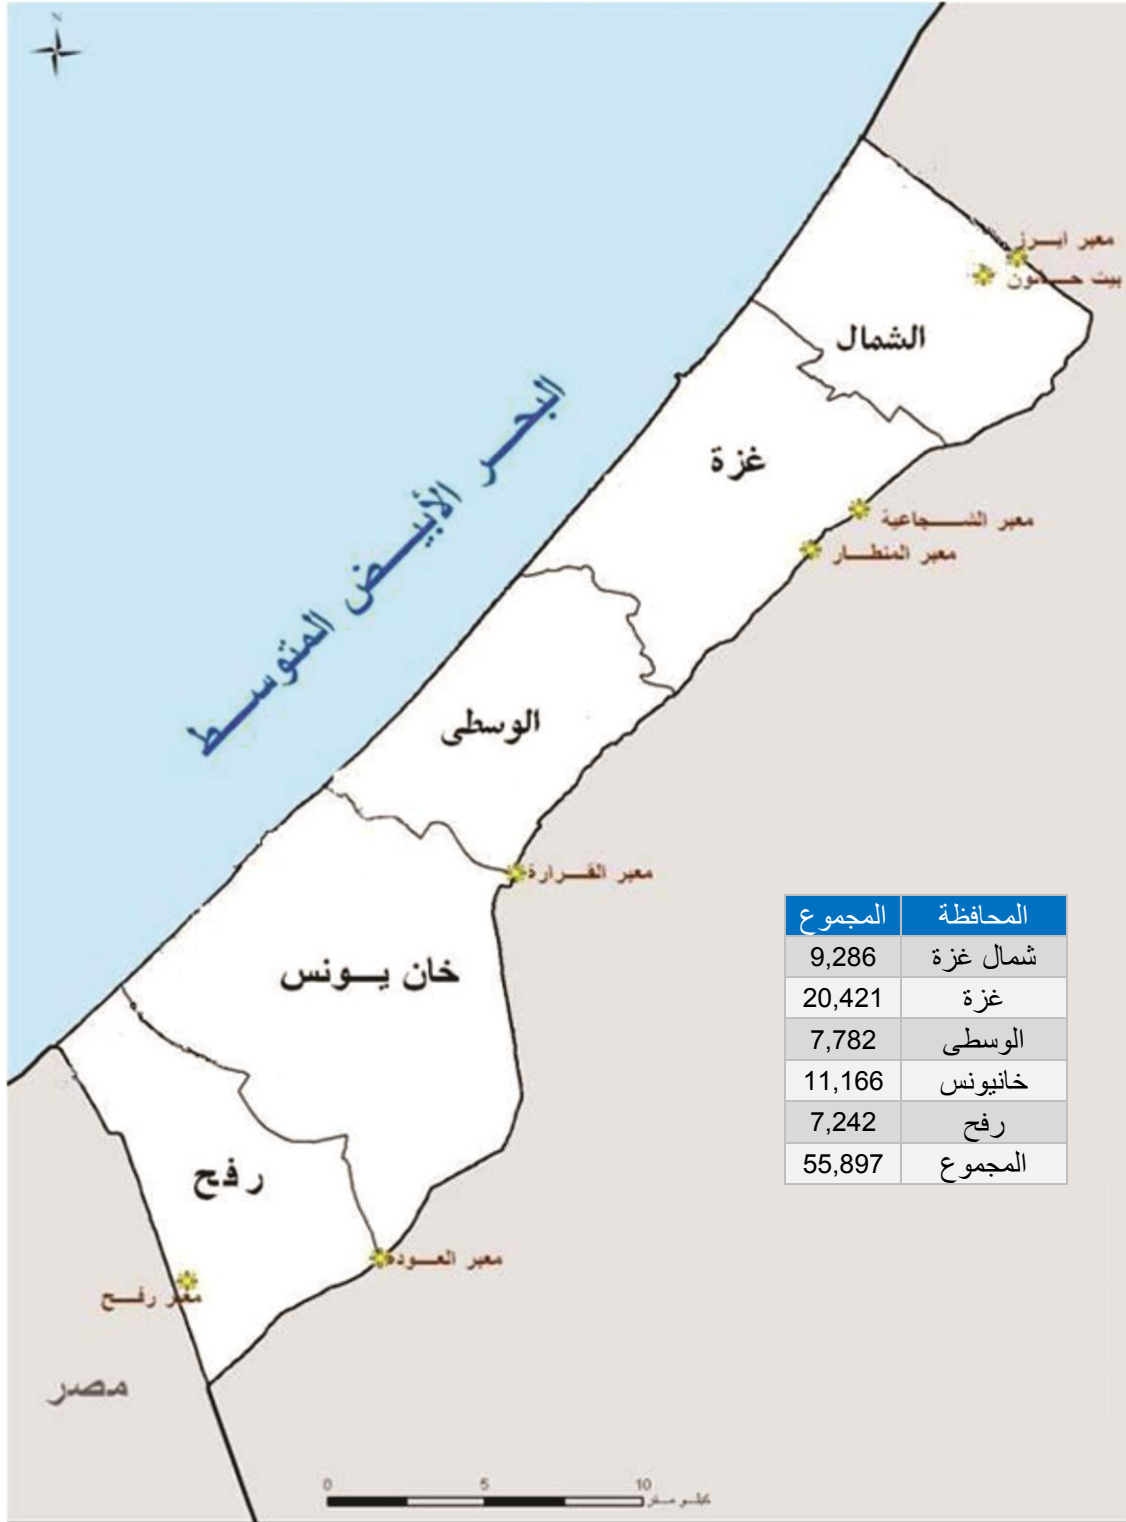 N
معبر ايرز
بيت حانون
الشمال
غزة
البحر الأبيض المتوسط
معبر الشجاعية
معبر المنطار
الوسطى
معبر القرارة
خان يونس
المحافظة المجموع
شمال غزة 9,286
غزة 20,421
الوسطى 7,782
خانيونس 11,166
رفح 7,242
المجموع 55,897
رفح
معبر العودة
معبر رفح
مصر
0 5 10
كيلو متر